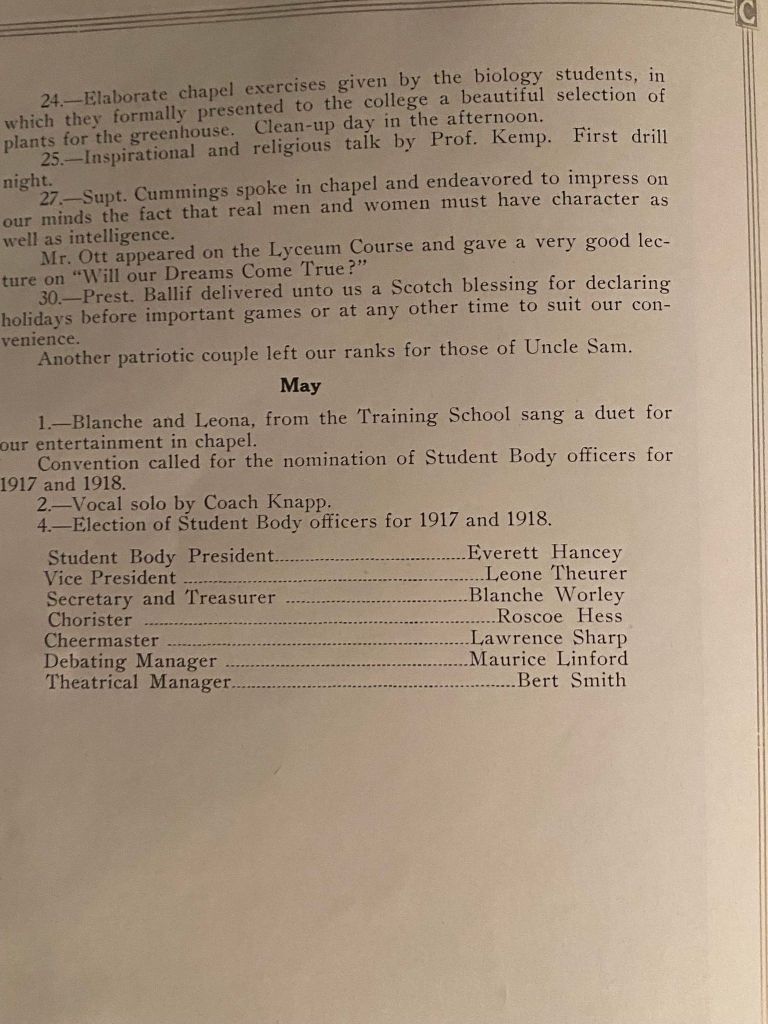 C
24.—Elaborate chapel exercises given by the biology students, in
which they formally presented to the college a beautiful selection of
plants for the greenhouse. Clean-up day in the afternoon.
25.—Inspirational and religious talk by Prof. Kemp. First drill
night.
27.—Supt. Cummings spoke in chapel and endeavored to impress on
our minds the fact that real men and women must have character as
well as intelligence.
Mr. Ott appeared on the Lyceum Course and gave a very good lec-
ture on “Will our Dreams Come True?”
30.—Prest. Ballif delivered unto us a Scotch blessing for declaring
holidays before important games or at any other time to suit our con-
venience.
Another patriotic couple left our ranks for those of Uncle Sam.
May
1.—Blanche and Leona, from the Training School sang a duet for
our entertainment in chapel.
Convention called for the nomination of Student Body officers for
1917 and 1918.
2.—Vocal solo by Coach Knapp.
4.—Election of Student Body officers for 1917 and 1918.
Student Body President..............................Everett Hancey
Vice President ..............................Leone Theurer
Secretary and Treasurer ..............................Blanche Worley
Chorister ..............................Roscoe Hess
Cheermaster ..............................Lawrence Sharp
Debating Manager ..............................Maurice Linford
Theatrical Manager..............................Bert Smith